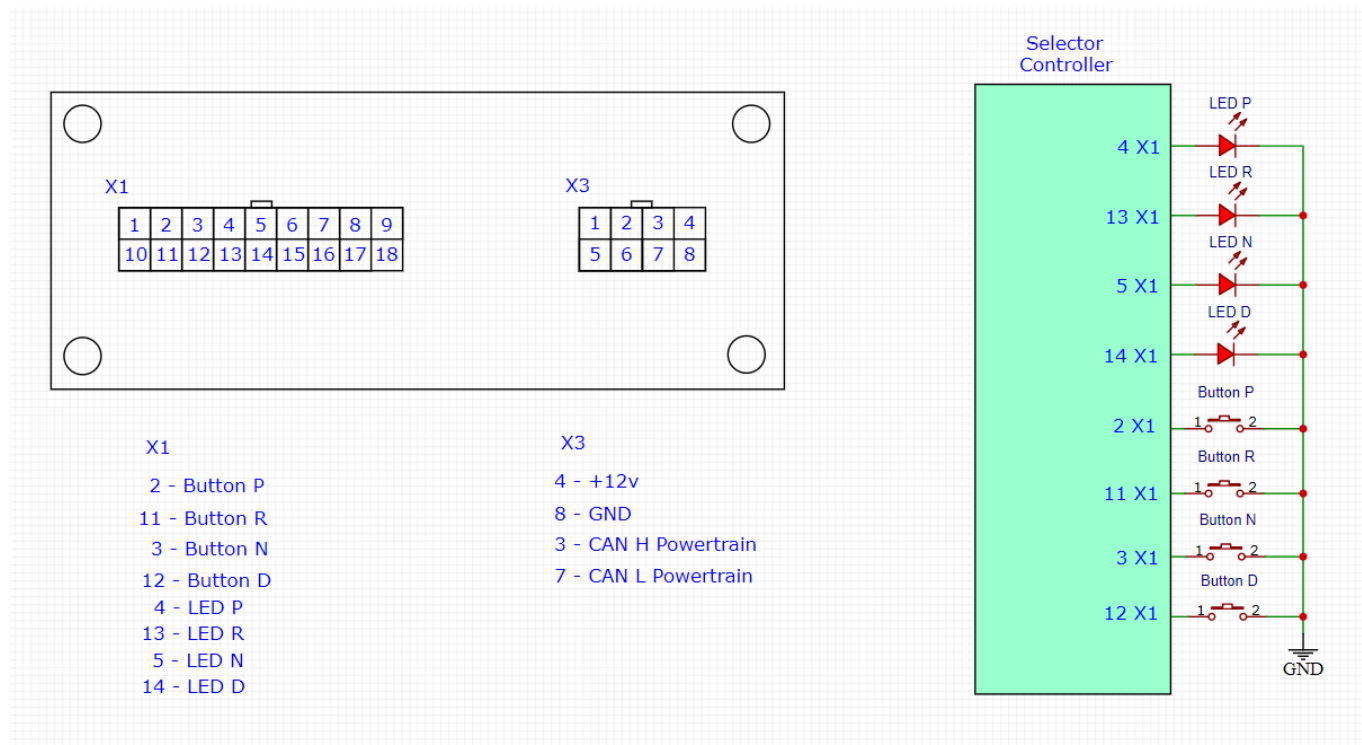 X1
1 2 3 4 5 6 7 8 9
10 11 12 13 14 15 16 17 18
X3
1 2 3 4
5 6 7 8
X1
2 - Button P
11 - Button R
3 - Button N
12 - Button D
4 - LED P
13 - LED R
5 - LED N
14 - LED D
X3
4 - +12v
8 - GND
3 - CAN H Powertrain
7 - CAN L Powertrain
Selector
Controller
LED P
4 X1
LED R
13 X1
LED N
5 X1
LED D
14 X1
Button P
2 X1 1 2
Button R
11 X1 1 2
Button N
3 X1 1 2
Button D
12 X1 1 2
GND